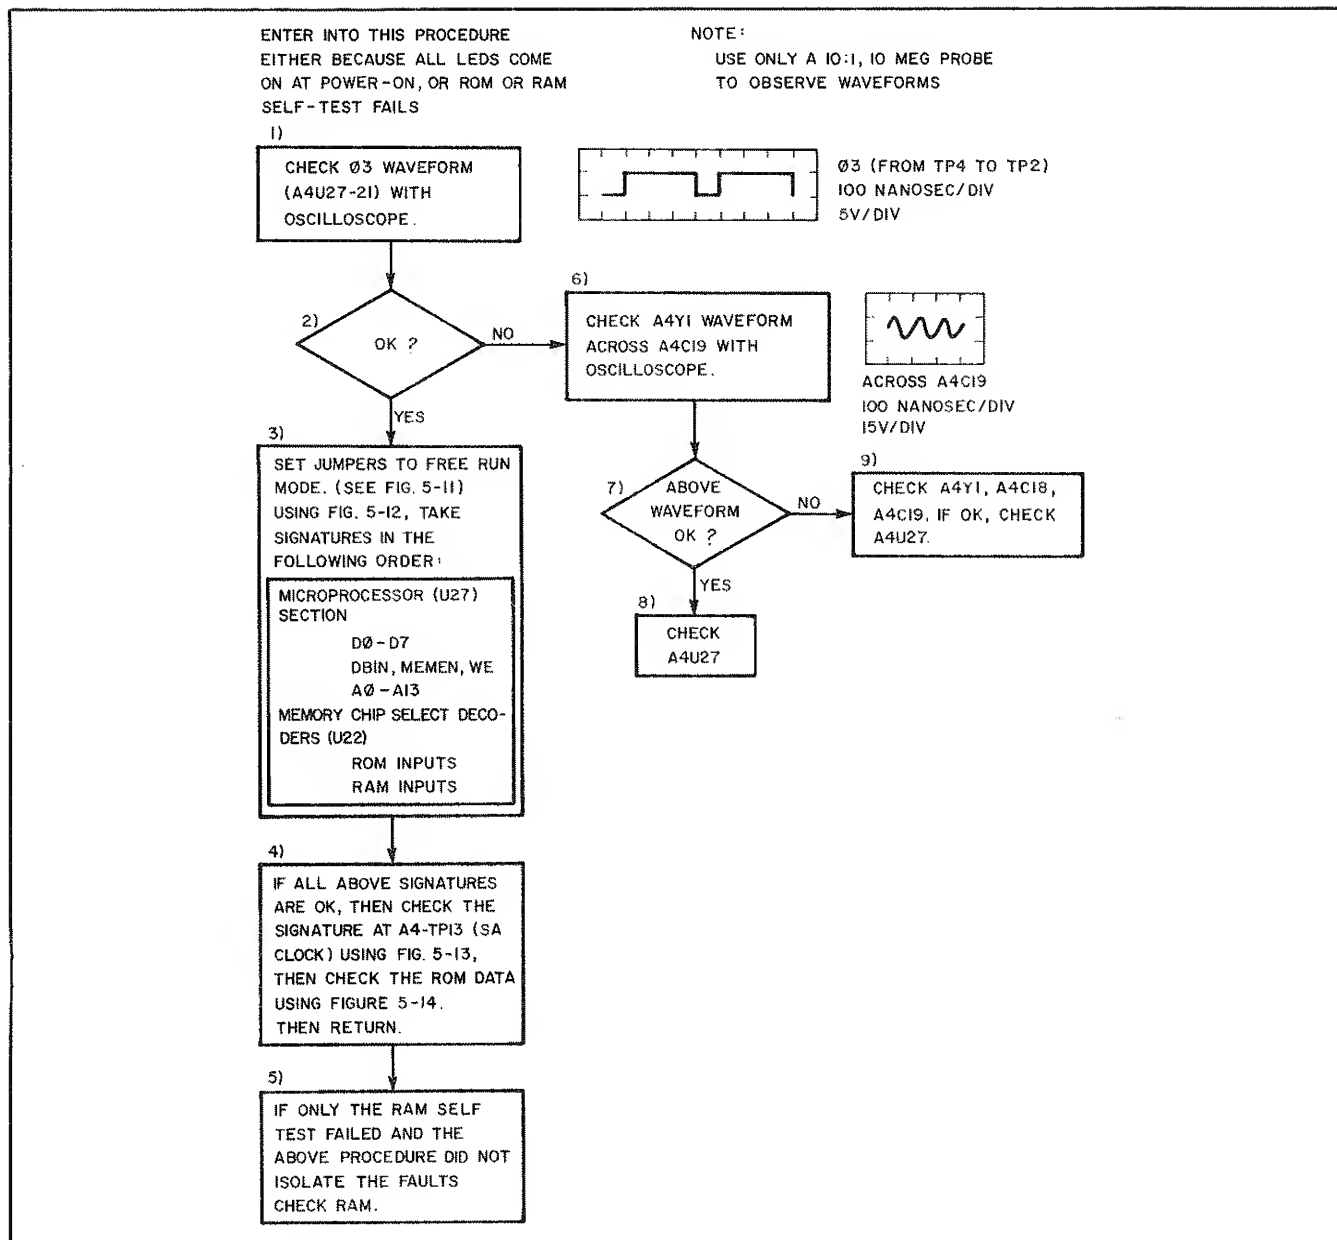 ENTER INTO THIS PROCEDURE
EITHER BECAUSE ALL LEDS COME
ON AT POWER-ON, OR ROM OR RAM
SELF-TEST FAILS
NOTE:
USE ONLY A 10:1, 10 MEG PROBE
TO OBSERVE WAVEFORMS
1)
CHECK Ø3 WAVEFORM
(A4U27-21) WITH
OSCILLOSCOPE.
Ø3 (FROM TP4 TO TP2)
100 NANOSEC/DIV
5V/DIV
2)
OK ?
NO
YES
6)
CHECK A4Y1 WAVEFORM
ACROSS A4C19 WITH
OSCILLOSCOPE.
ACROSS A4C19
100 NANOSEC/DIV
15V/DIV
3)
SET JUMPERS TO FREE RUN
MODE. (SEE FIG. 5-11)
USING FIG. 5-12, TAKE
SIGNATURES IN THE
FOLLOWING ORDER:
MICROPROCESSOR (U27)
SECTION
DØ-D7
DBIN, MEMEN, WE
AØ-A13
MEMORY CHIP SELECT DECO-
DERS (U22)
ROM INPUTS
RAM INPUTS
7)
ABOVE
WAVEFORM
OK ?
NO
YES
9)
CHECK A4Y1, A4C18,
A4C19. IF OK, CHECK
A4U27.
8)
CHECK
A4U27
4)
IF ALL ABOVE SIGNATURES
ARE OK, THEN CHECK THE
SIGNATURE AT A4-TP13 (SA
CLOCK) USING FIG. 5-13,
THEN CHECK THE ROM DATA
USING FIGURE 5-14.
THEN RETURN.
5)
IF ONLY THE RAM SELF
TEST FAILED AND THE
ABOVE PROCEDURE DID NOT
ISOLATE THE FAULTS
CHECK RAM.